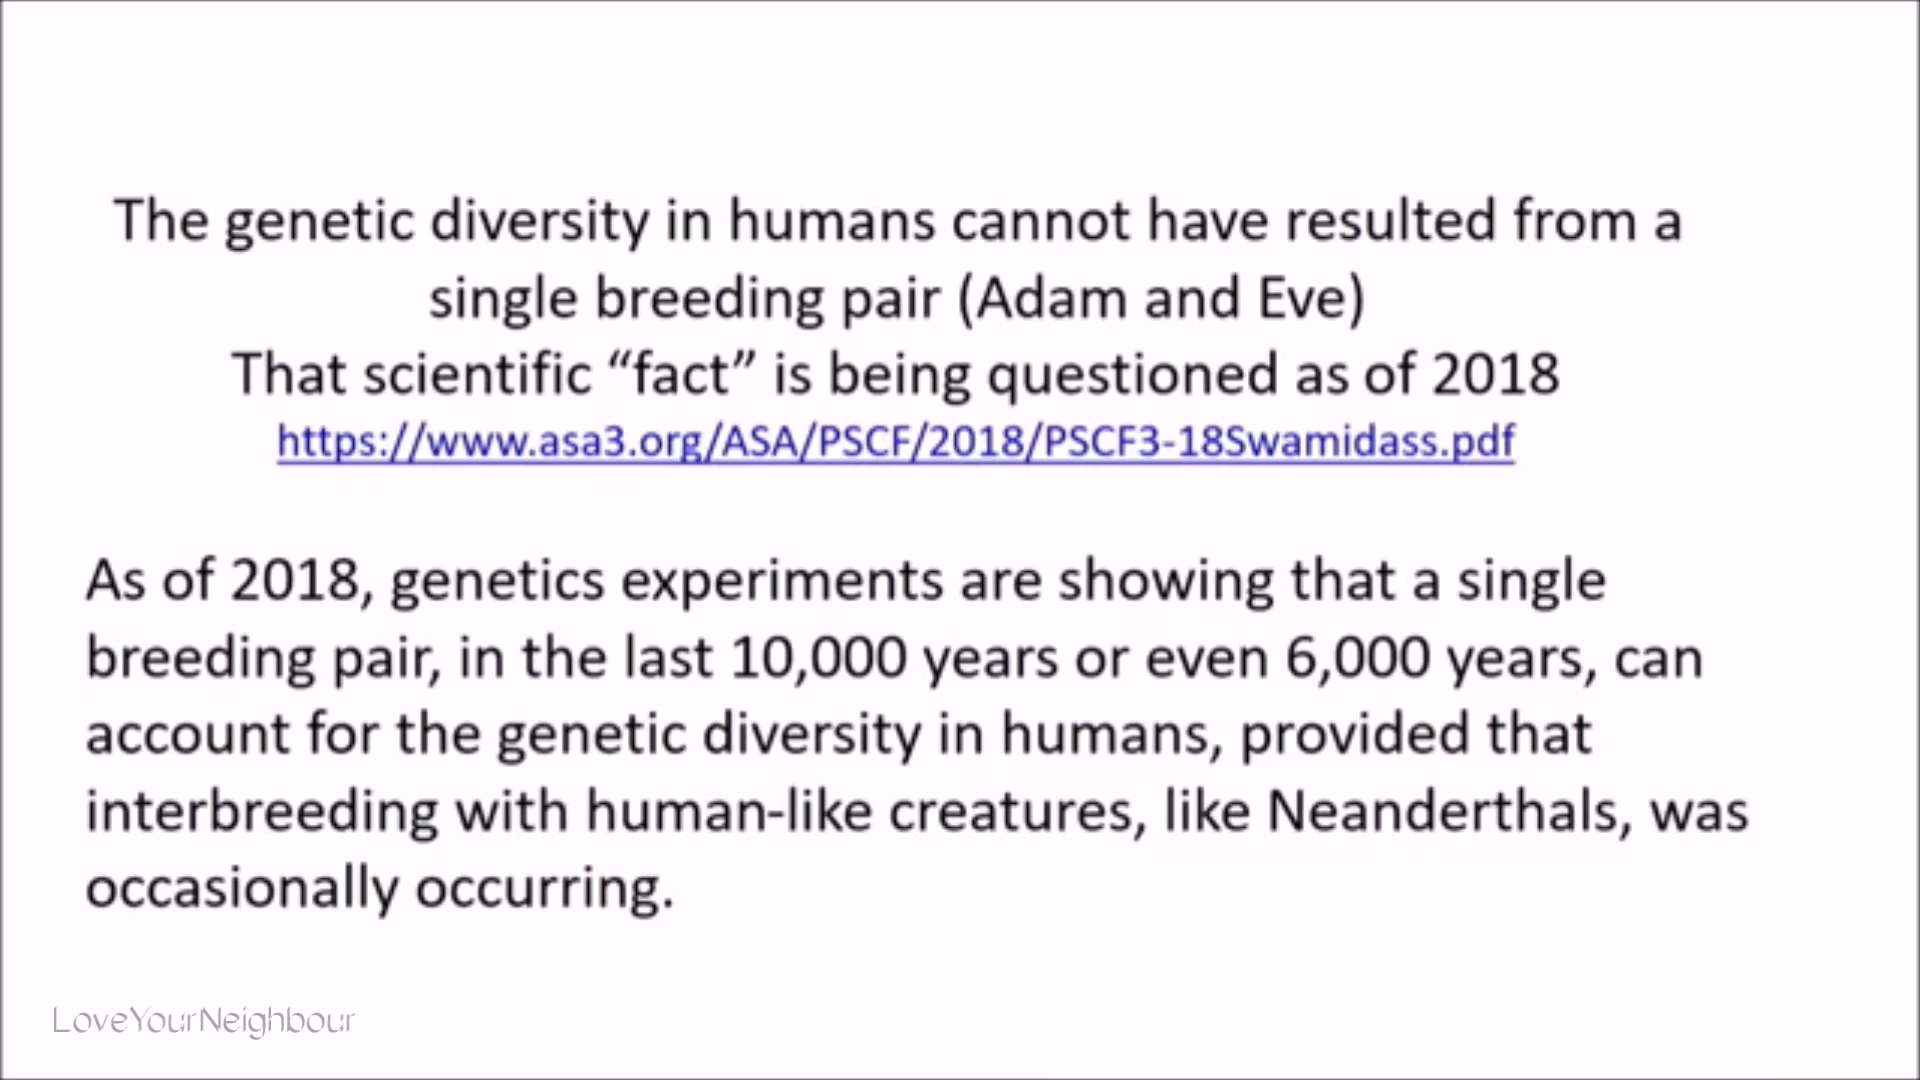 The genetic diversity in humans cannot have resulted from a
single breeding pair (Adam and Eve)
That scientific “fact” is being questioned as of 2018
https://www.asa3.org/ASA/PSCF/2018/PSCF3-18Swamidass.pdf
As of 2018, genetics experiments are showing that a single
breeding pair, in the last 10,000 years or even 6,000 years, can
account for the genetic diversity in humans, provided that
interbreeding with human-like creatures, like Neanderthals, was
occasionally occurring.
LoveYourNeighbour